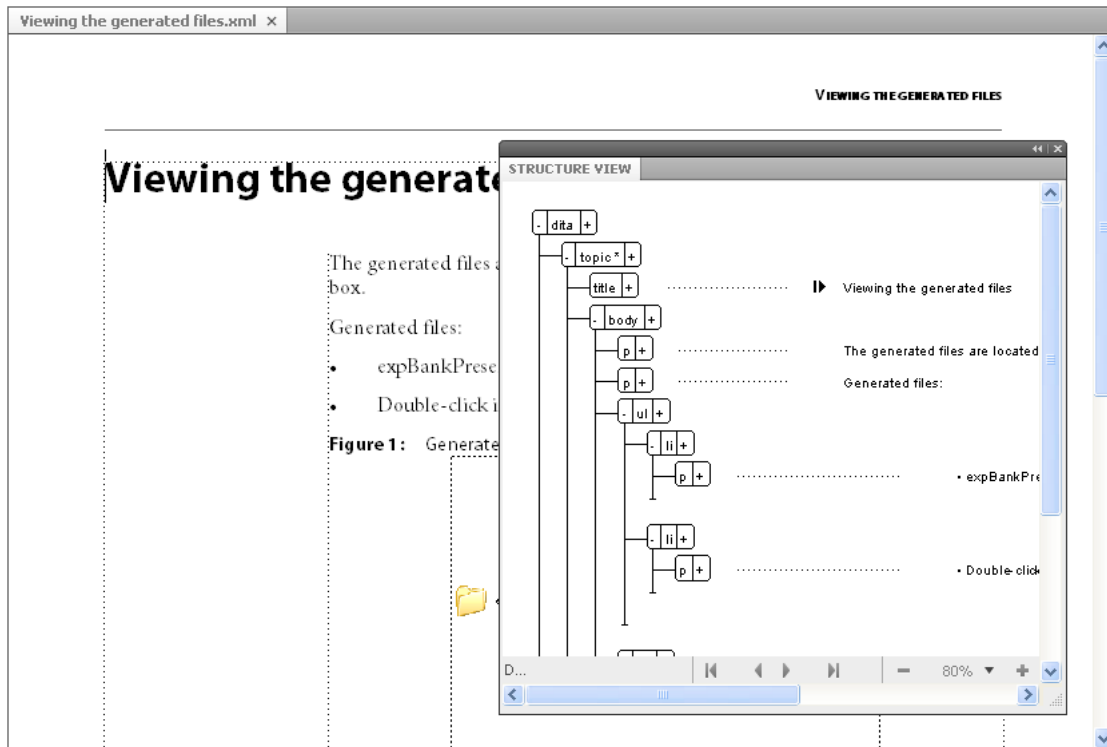 Viewing the generated files.xml ×
VIEWING THE GENERATED FILES
Viewing the generate
The generated files a
box.
Generated files:
• expBankPrese
• Double-click i
Figure 1: Generate
STRUCTURE VIEW
- dita +
- topic* +
title + Viewing the generated files
- body +
p + The generated files are located
p + Generated files:
- ul +
- li +
p + • expBankPre
- li +
p + • Double-click
D...
80%